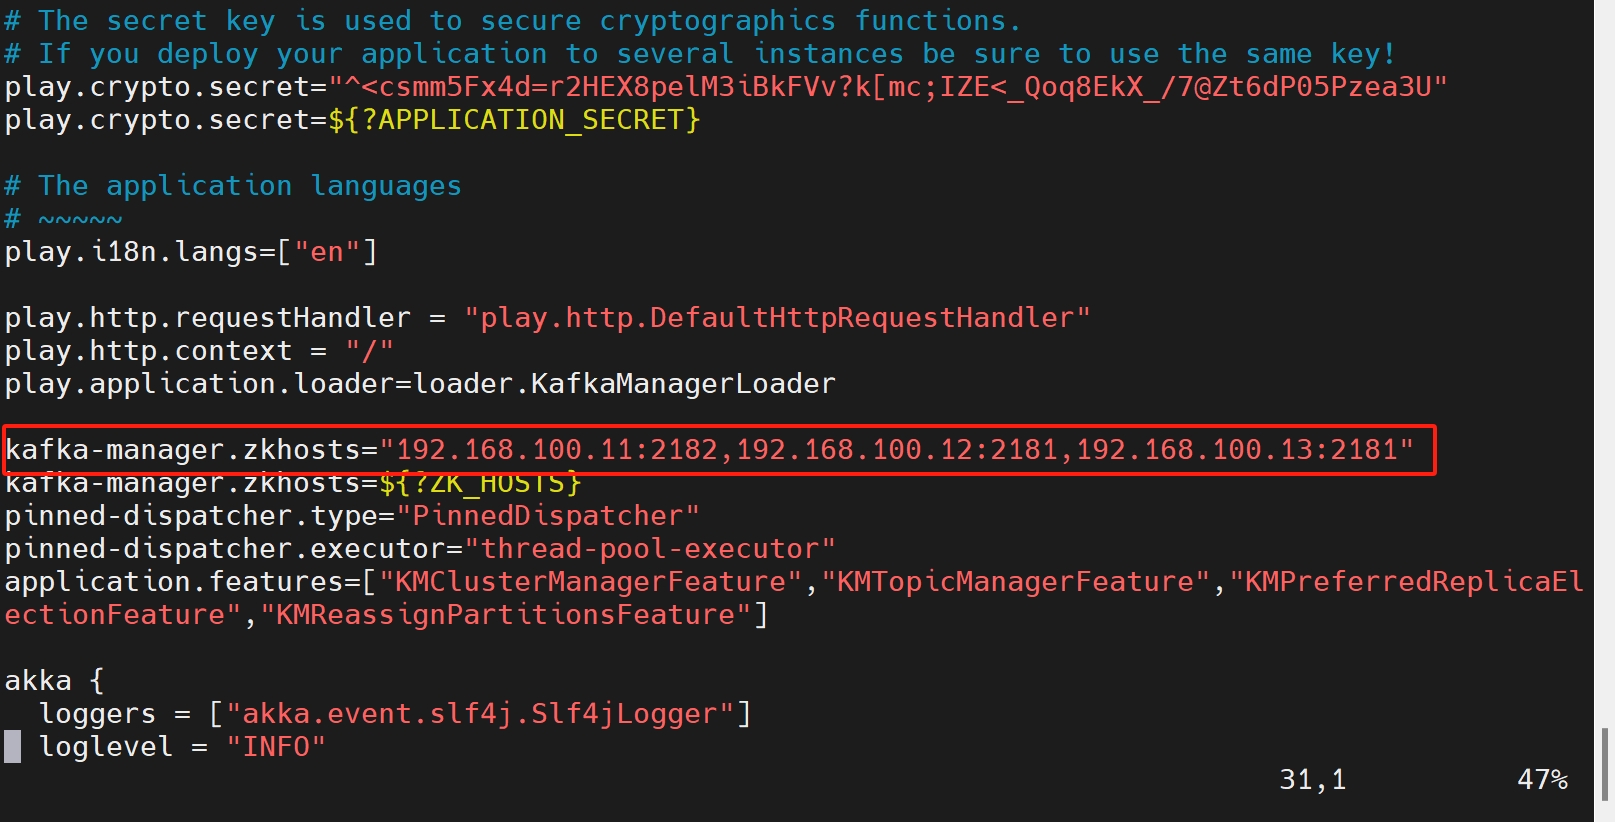 # The secret key is used to secure cryptographics functions.
# If you deploy your application to several instances be sure to use the same key!
play.crypto.secret="^<csmm5Fx4d=r2HEX8pelM3iBkFVv?k[mc;IZE<_Qoq8EkX_/7@Zt6dP05Pzea3U"
play.crypto.secret=${?APPLICATION_SECRET}
# The application languages
# ~~~~~
play.i18n.langs=["en"]
play.http.requestHandler = "play.http.DefaultHttpRequestHandler"
play.http.context = "/"
play.application.loader=loader.KafkaManagerLoader
kafka-manager.zkhosts="192.168.100.11:2182,192.168.100.12:2181,192.168.100.13:2181"
kafka-manager.zkhosts=${?ZK_HOSTS}
pinned-dispatcher.type="PinnedDispatcher"
pinned-dispatcher.executor="thread-pool-executor"
application.features=["KMClusterManagerFeature","KMTopicManagerFeature","KMPreferredReplicaEl
ectionFeature","KMReassignPartitionsFeature"]
akka {
  loggers = ["akka.event.slf4j.Slf4jLogger"]
  loglevel = "INFO"
31,1 47%